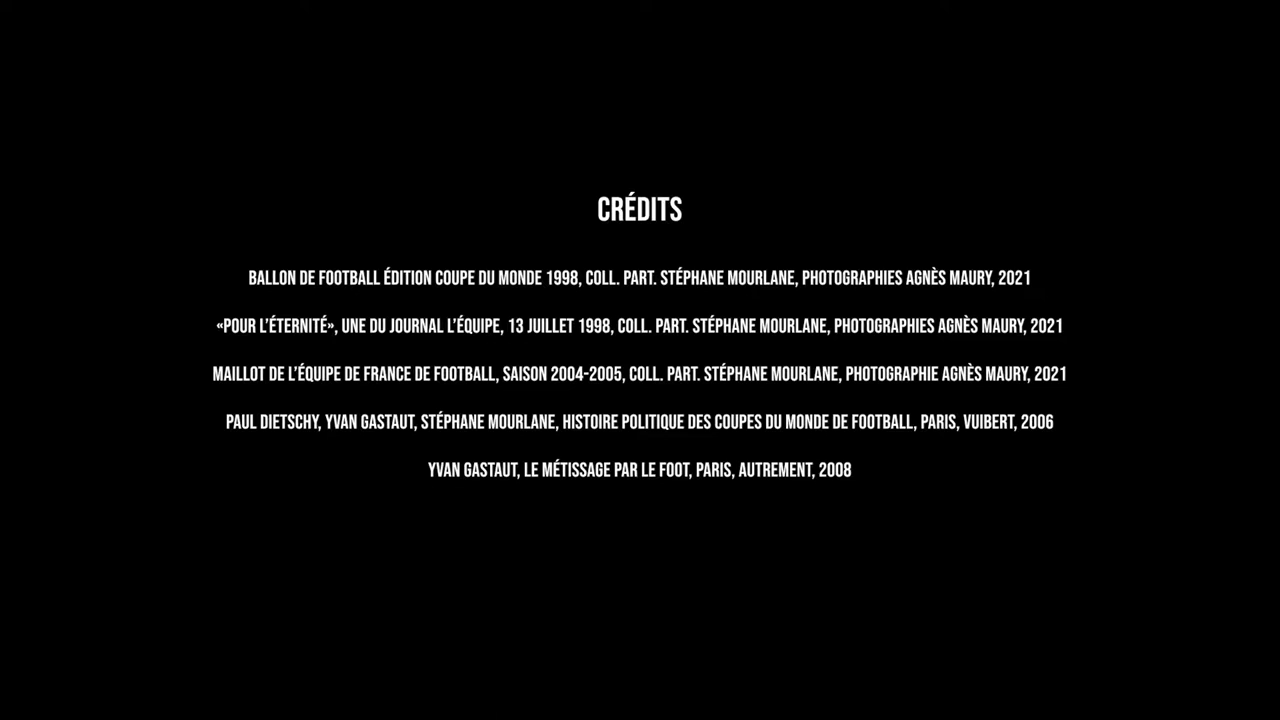 CRÉDITS
BALLON DE FOOTBALL ÉDITION COUPE DU MONDE 1998, COLL. PART. STÉPHANE MOURLANE, PHOTOGRAPHIES AGNÈS MAURY, 2021
«POUR L'ÉTERNITÉ», UNE DU JOURNAL L'ÉQUIPE, 13 JUILLET 1998, COLL. PART. STÉPHANE MOURLANE, PHOTOGRAPHIES AGNÈS MAURY, 2021
MAILLOT DE L'ÉQUIPE DE FRANCE DE FOOTBALL, SAISON 2004-2005, COLL. PART. STÉPHANE MOURLANE, PHOTOGRAPHIE AGNÈS MAURY, 2021
PAUL DIETSCHY, YVAN GASTAUT, STÉPHANE MOURLANE, HISTOIRE POLITIQUE DES COUPES DU MONDE DE FOOTBALL, PARIS, VUIBERT, 2006
YVAN GASTAUT, LE MÉTISSAGE PAR LE FOOT, PARIS, AUTREMENT, 2008